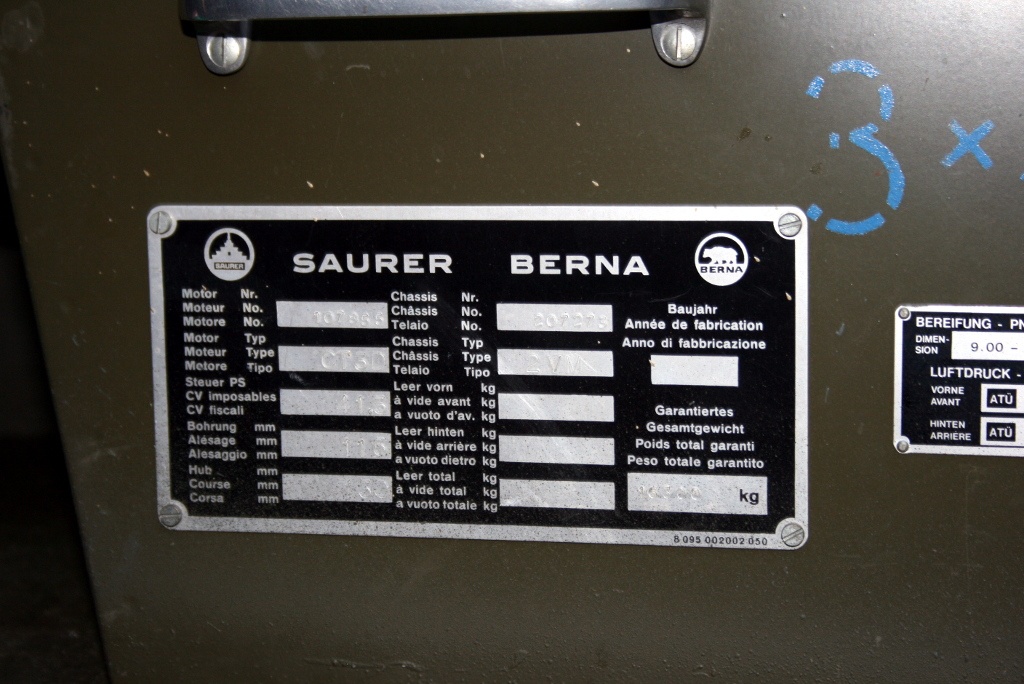 3 x
SAURER
SAURER BERNA
BERNA
Motor Nr.
Moteur No.
Motore No.
Motor Typ
Moteur Type
Motore Tipo
Steuer PS
CV imposables
CV fiscali
Bohrung mm
Alésage mm
Alesaggio mm
115
Hub mm
Course mm
Corsa mm
Chassis Nr.
Châssis No.
Telaio No.
Chassis Typ
Châssis Type
Telaio Tipo
2VM
Leer vorn kg
à vide avant kg
a vuoto d'av. kg
Leer hinten kg
à vide arrière kg
a vuoto dietro kg
Leer total kg
à vide total kg
a vuoto totale kg
Baujahr
Année de fabrication
Anno di fabbricazione
Garantiertes
Gesamtgewicht
Poids total garanti
Peso totale garantito
kg
8 095 002002 050
BEREIFUNG - PN
DIMEN-
SION 9.00 -
LUFTDRUCK -
VORNE
AVANT ATÜ
HINTEN
ARRIERE ATÜ